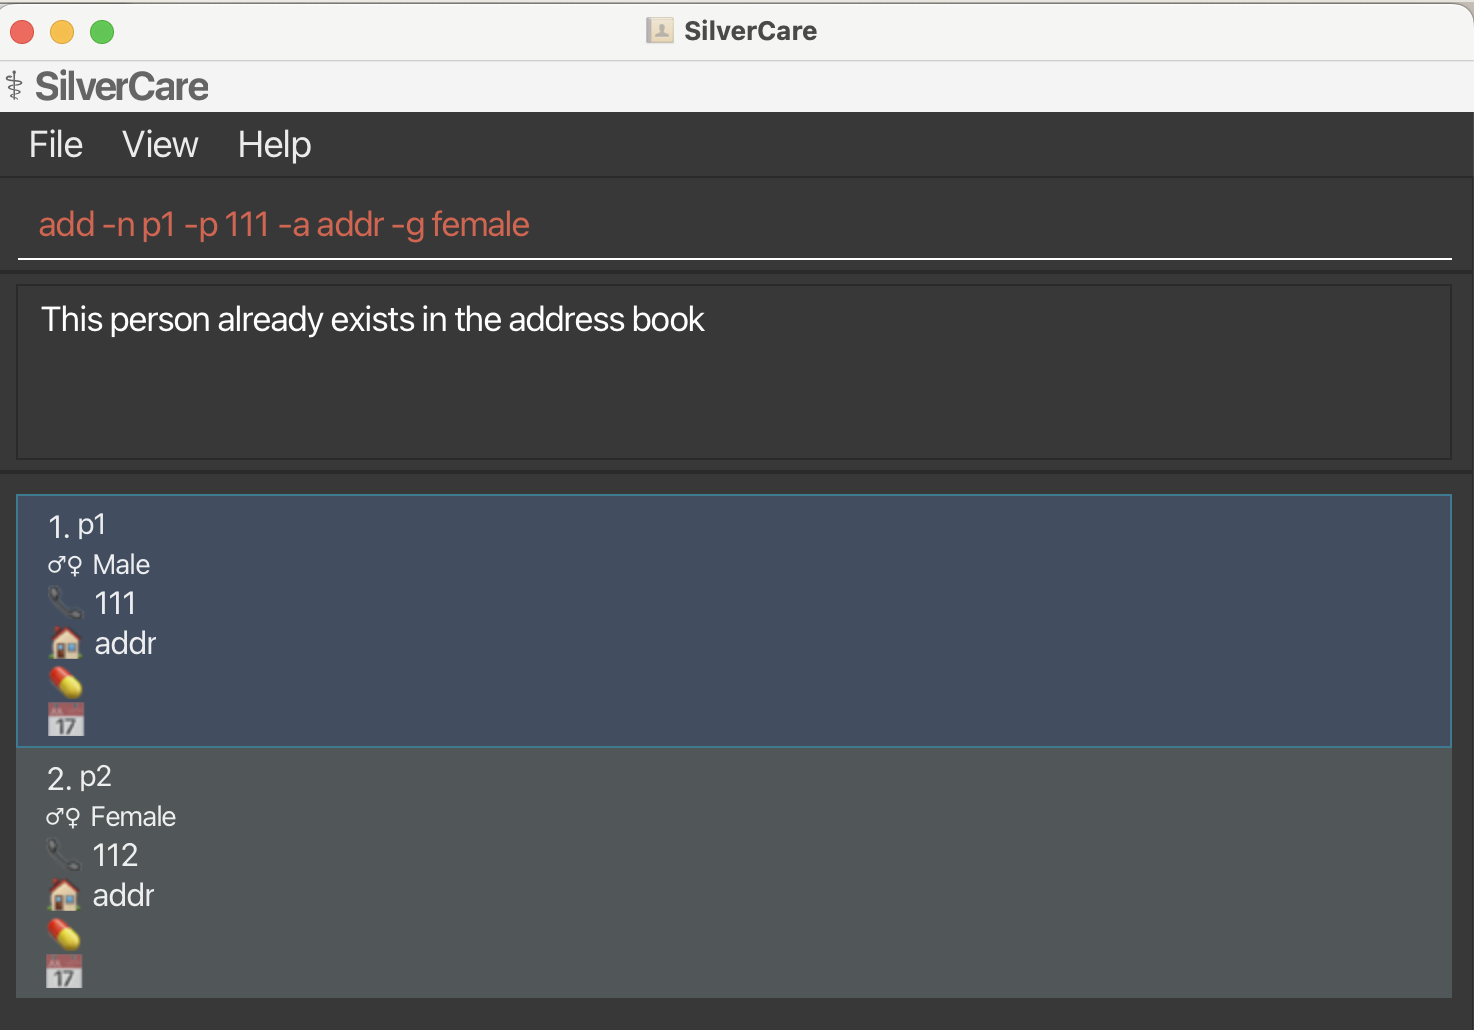 SilverCare
SilverCare
File View Help
add -n p1 -p 111 -a addr -g female
This person already exists in the address book
1. p1
♂♀ Male
111
addr
17
2. p2
♂♀ Female
112
addr
17